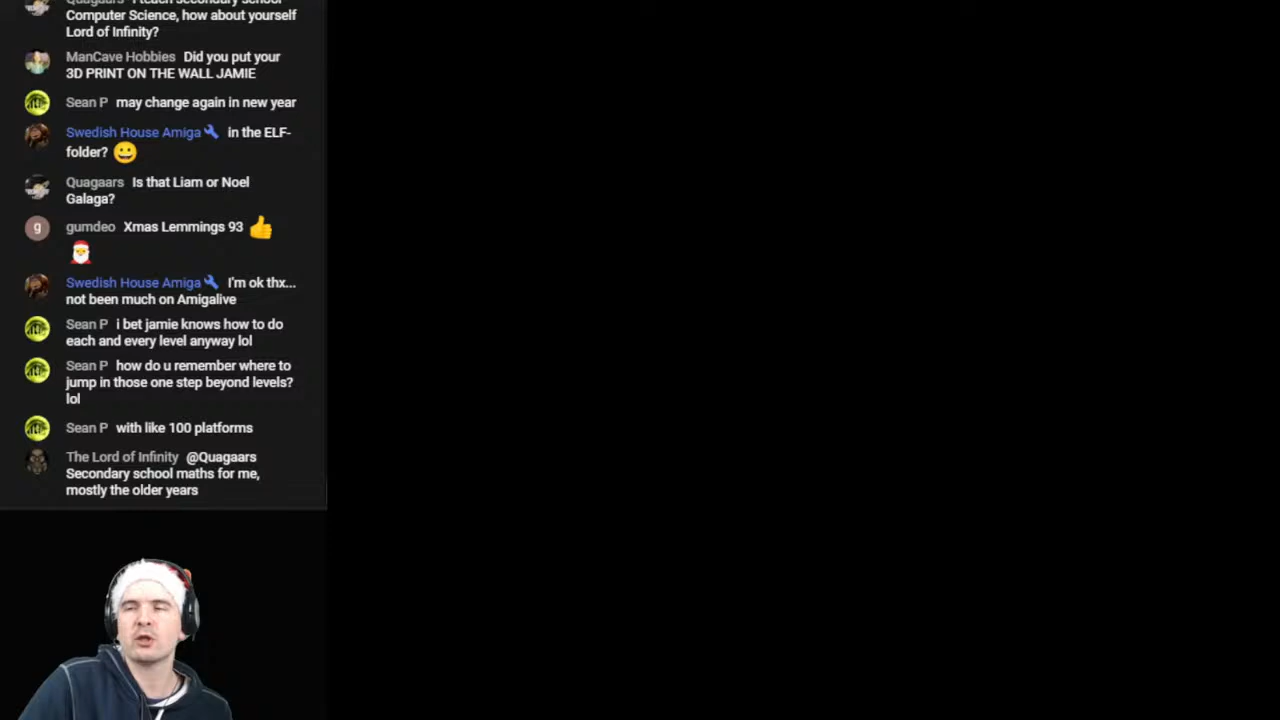 Quagaars I teach secondary school
Computer Science, how about yourself
Lord of Infinity?
ManCave Hobbies Did you put your
3D PRINT ON THE WALL JAMIE
Sean P may change again in new year
Swedish House Amiga in the ELF-
folder? 😀
Quagaars Is that Liam or Noel
Galaga?
g gumdeo Xmas Lemmings 93 👍
🎅
Swedish House Amiga I'm ok thx...
not been much on Amigalive
Sean P i bet jamie knows how to do
each and every level anyway lol
Sean P how do u remember where to
jump in those one step beyond levels?
lol
Sean P with like 100 platforms
The Lord of Infinity @Quagaars
Secondary school maths for me,
mostly the older years